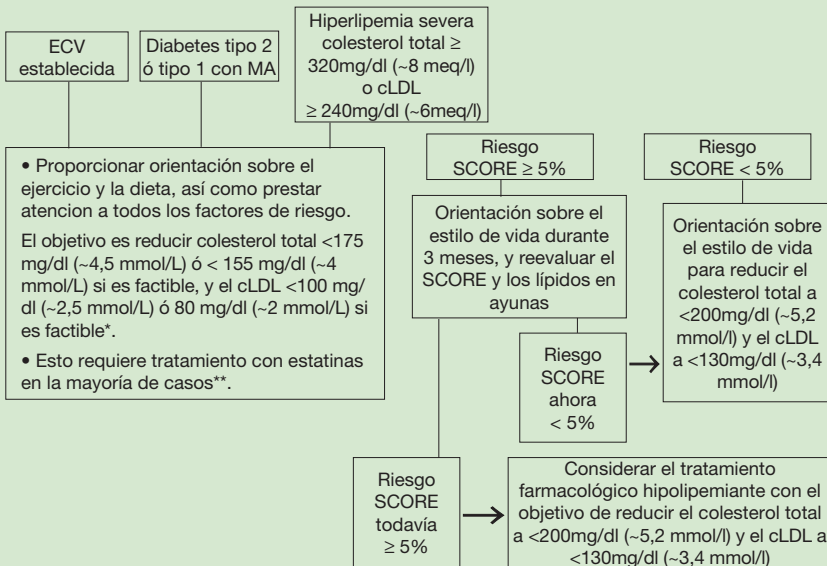 ECV
establecida
Diabetes tipo 2
ó tipo 1 con MA
Hiperlipemia severa
colesterol total ≥
320mg/dl (~8 meq/l)
o cLDL
≥ 240mg/dl (~6meq/l)
• Proporcionar orientación sobre el
ejercicio y la dieta, así como prestar
atencion a todos los factores de riesgo.
El objetivo es reducir colesterol total <175
mg/dl (~4,5 mmol/L) ó < 155 mg/dl (~4
mmol/L) si es factible, y el cLDL <100 mg/
dl (~2,5 mmol/L) ó 80 mg/dl (~2 mmol/L) si
es factible*.
• Esto requiere tratamiento con estatinas
en la mayoría de casos**.
Riesgo
SCORE ≥ 5%
Orientación sobre el
estilo de vida durante
3 meses, y reevaluar el
SCORE y los lípidos en
ayunas
Riesgo
SCORE < 5%
Orientación sobre
el estilo de vida
para reducir el
colesterol total a
<200mg/dl (~5,2
mmol/l) y el cLDL
a <130mg/dl (~3,4
mmol/l)
Riesgo
SCORE
ahora
< 5%
Riesgo
SCORE
todavía
≥ 5%
Considerar el tratamiento
farmacológico hipolipemiante con el
objetivo de reducir el colesterol total
a <200mg/dl (~5,2 mmol/l) y el cLDL a
<130mg/dl (~3,4 mmol/l)